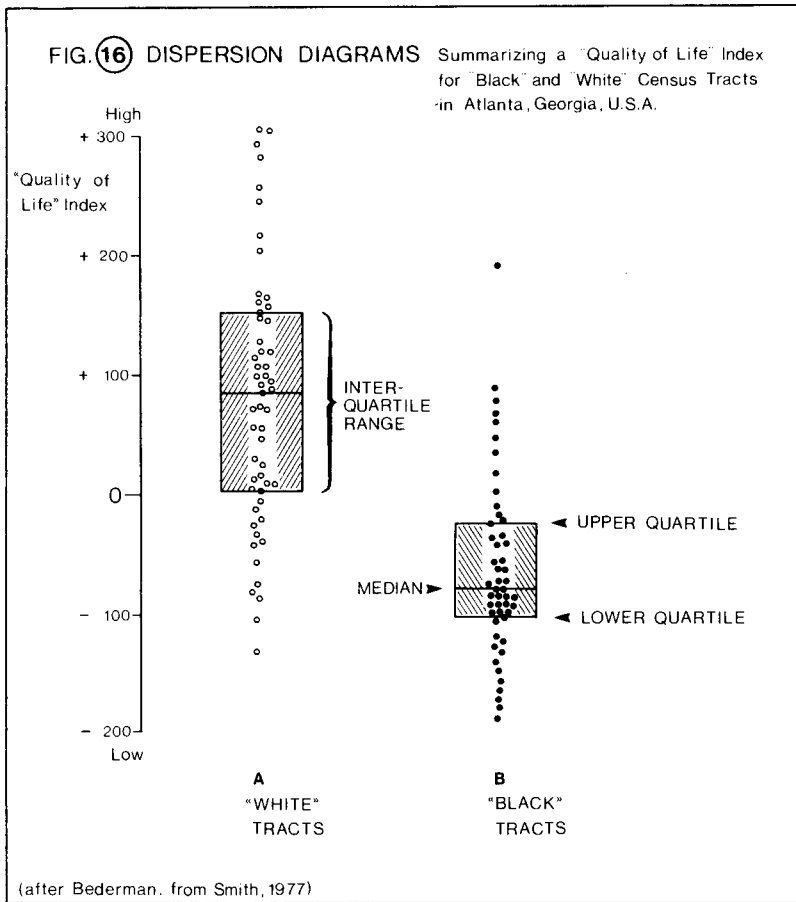 FIG. 16 DISPERSION DIAGRAMS
Summarizing a "Quality of Life" Index
for "Black" and "White" Census Tracts
in Atlanta, Georgia, U.S.A.
High
+ 300
"Quality of
Life" Index
+ 200
+ 100
0
- 100
- 200
Low
INTER-
QUARTILE
RANGE
UPPER QUARTILE
MEDIAN
LOWER QUARTILE
A
"WHITE"
TRACTS
B
"BLACK"
TRACTS
(after Bederman. from Smith, 1977)